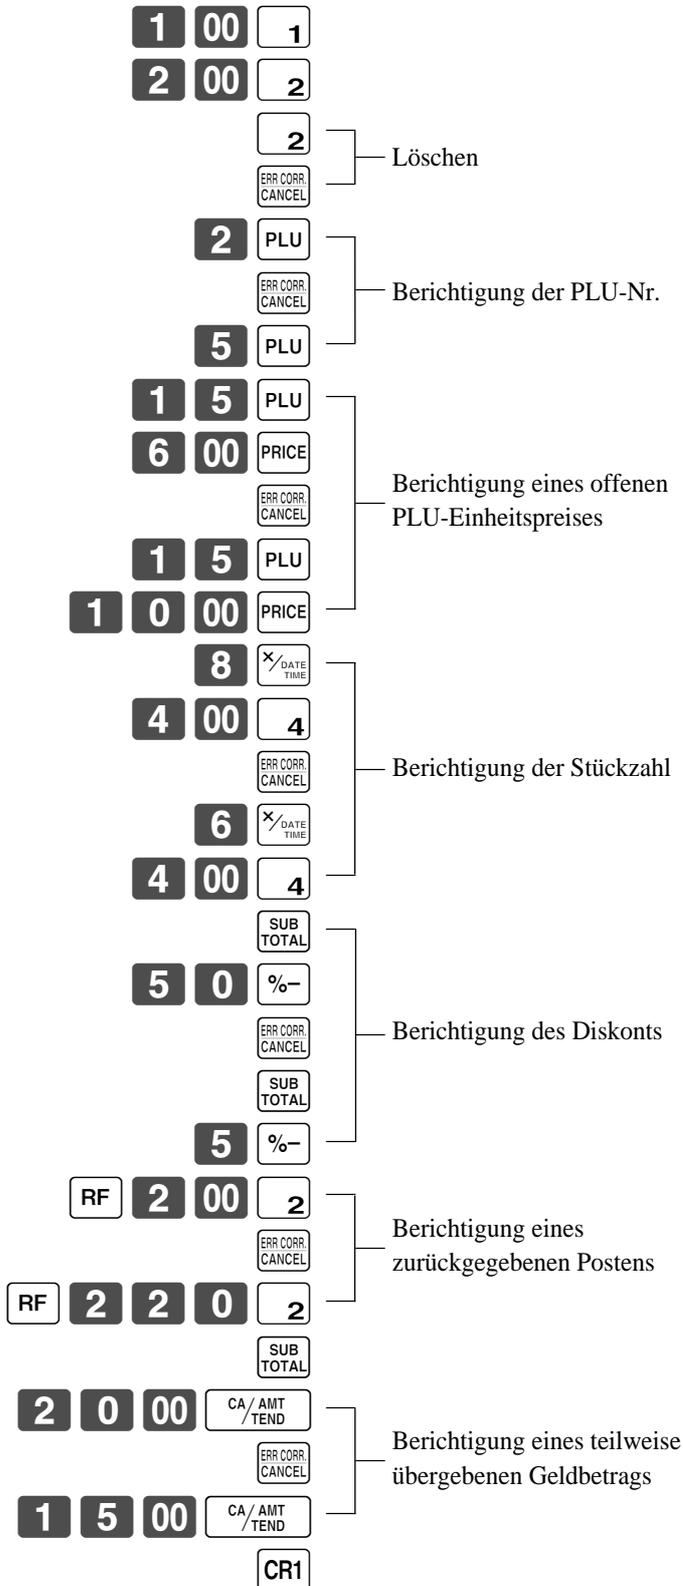 1 00 1
2 00 2
2
Löschen
ERR CORR.
CANCEL
2 PLU
ERR CORR.
CANCEL
Berichtigung der PLU-Nr.
5 PLU
1 5 PLU
6 00 PRICE
ERR CORR.
CANCEL
Berichtigung eines offenen
PLU-Einheitspreises
1 5 PLU
1 0 00 PRICE
8 ×/DATE
TIME
4 00 4
ERR CORR.
CANCEL
Berichtigung der Stückzahl
6 ×/DATE
TIME
4 00 4
SUB
TOTAL
5 0 %−
ERR CORR.
CANCEL
Berichtigung des Diskonts
SUB
TOTAL
5 %−
RF 2 00 2
ERR CORR.
CANCEL
Berichtigung eines
zurückgegebenen Postens
RF 2 2 0 2
SUB
TOTAL
2 0 00 CA/AMT
TEND
ERR CORR.
CANCEL
Berichtigung eines teilweise
übergebenen Geldbetrags
1 5 00 CA/AMT
TEND
CR1